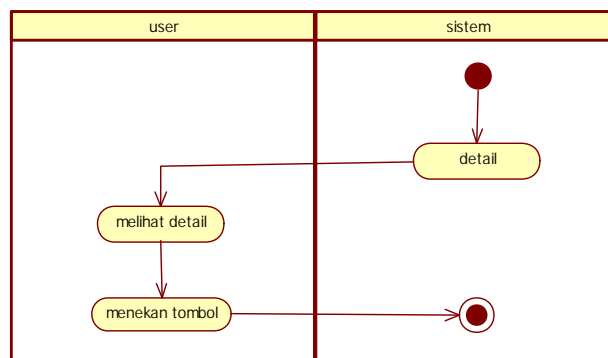 user
sistem
detail
melihat detail
menekan tombol